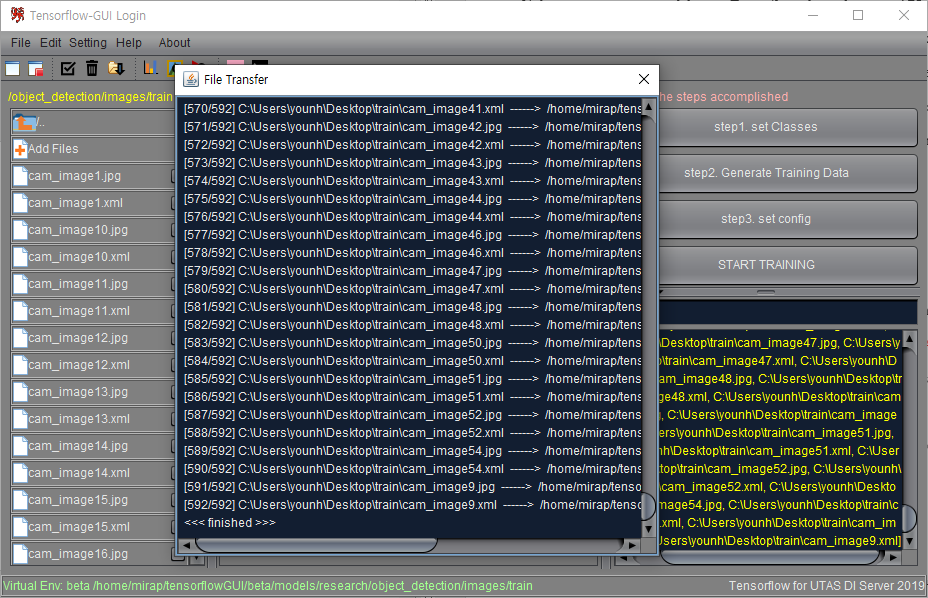 Tensorflow-GUI Login
File Edit Setting Help About
/object_detection/images/train
he steps accomplished
/..
Add Files
cam_image1.jpg
cam_image1.xml
cam_image10.jpg
cam_image10.xml
cam_image11.jpg
cam_image11.xml
cam_image12.jpg
cam_image12.xml
cam_image13.jpg
cam_image13.xml
cam_image14.jpg
cam_image14.xml
cam_image15.jpg
cam_image15.xml
cam_image16.jpg
File Transfer
[570/592] C:\Users\younh\Desktop\train\cam_image41.xml ------> /home/mirap/tens
[571/592] C:\Users\younh\Desktop\train\cam_image42.jpg ------> /home/mirap/tens
[572/592] C:\Users\younh\Desktop\train\cam_image42.xml ------> /home/mirap/tens
[573/592] C:\Users\younh\Desktop\train\cam_image43.jpg ------> /home/mirap/tens
[574/592] C:\Users\younh\Desktop\train\cam_image43.xml ------> /home/mirap/tens
[575/592] C:\Users\younh\Desktop\train\cam_image44.jpg ------> /home/mirap/tens
[576/592] C:\Users\younh\Desktop\train\cam_image44.xml ------> /home/mirap/tens
[577/592] C:\Users\younh\Desktop\train\cam_image46.jpg ------> /home/mirap/tens
[578/592] C:\Users\younh\Desktop\train\cam_image46.xml ------> /home/mirap/tens
[579/592] C:\Users\younh\Desktop\train\cam_image47.jpg ------> /home/mirap/tens
[580/592] C:\Users\younh\Desktop\train\cam_image47.xml ------> /home/mirap/tens
[581/592] C:\Users\younh\Desktop\train\cam_image48.jpg ------> /home/mirap/tens
[582/592] C:\Users\younh\Desktop\train\cam_image48.xml ------> /home/mirap/tens
[583/592] C:\Users\younh\Desktop\train\cam_image50.jpg ------> /home/mirap/tens
[584/592] C:\Users\younh\Desktop\train\cam_image50.xml ------> /home/mirap/tens
[585/592] C:\Users\younh\Desktop\train\cam_image51.jpg ------> /home/mirap/tens
[586/592] C:\Users\younh\Desktop\train\cam_image51.xml ------> /home/mirap/tens
[587/592] C:\Users\younh\Desktop\train\cam_image52.jpg ------> /home/mirap/tens
[588/592] C:\Users\younh\Desktop\train\cam_image52.xml ------> /home/mirap/tens
[589/592] C:\Users\younh\Desktop\train\cam_image54.jpg ------> /home/mirap/tens
[590/592] C:\Users\younh\Desktop\train\cam_image54.xml ------> /home/mirap/tens
[591/592] C:\Users\younh\Desktop\train\cam_image9.jpg ------> /home/mirap/tenso
[592/592] C:\Users\younh\Desktop\train\cam_image9.xml ------> /home/mirap/tenso
<<< finished >>>
step1. set Classes
step2. Generate Training Data
step3. set config
START TRAINING
\Desktop\train\cam_image47.jpg, C:\Users\y
\train\cam_image47.xml, C:\Users\younh\D
am_image48.jpg, C:\Users\younh\Desktop\tr
ge48.xml, C:\Users\younh\Desktop\train\cam
, C:\Users\younh\Desktop\train\cam_image
ers\younh\Desktop\train\cam_image51.jpg,
\Desktop\train\cam_image51.xml, C:\User
top\train\cam_image52.jpg, C:\Users\younh\
cam_image52.xml, C:\Users\younh\Deskto
mage54.jpg, C:\Users\younh\Desktop\train\c
.xml, C:\Users\younh\Desktop\train\cam_im
Users\younh\Desktop\train\cam_image9.xml]
Virtual Env: beta /home/mirap/tensorflowGUI/beta/models/research/object_detection/images/train
Tensorflow for UTAS DI Server 2019